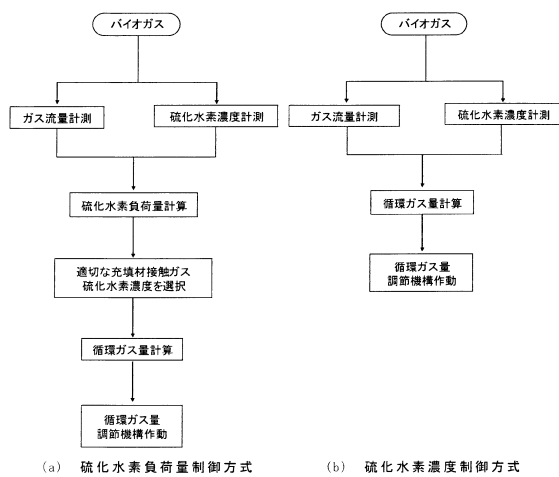 バイオガス
ガス流量計測
硫化水素濃度計測
硫化水素負荷量計算
適切な充填材接触ガス
硫化水素濃度を選択
循環ガス量計算
循環ガス量
調節機構作動
(a) 硫化水素負荷量制御方式
バイオガス
ガス流量計測
硫化水素濃度計測
循環ガス量計算
循環ガス量
調節機構作動
(b) 硫化水素濃度制御方式